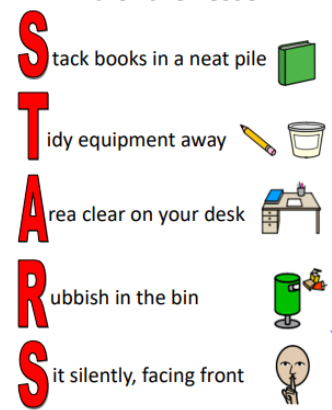 Stack books in a neat pile
Tidy equipment away
Area clear on your desk
Rubbish in the bin
Sit silently, facing front